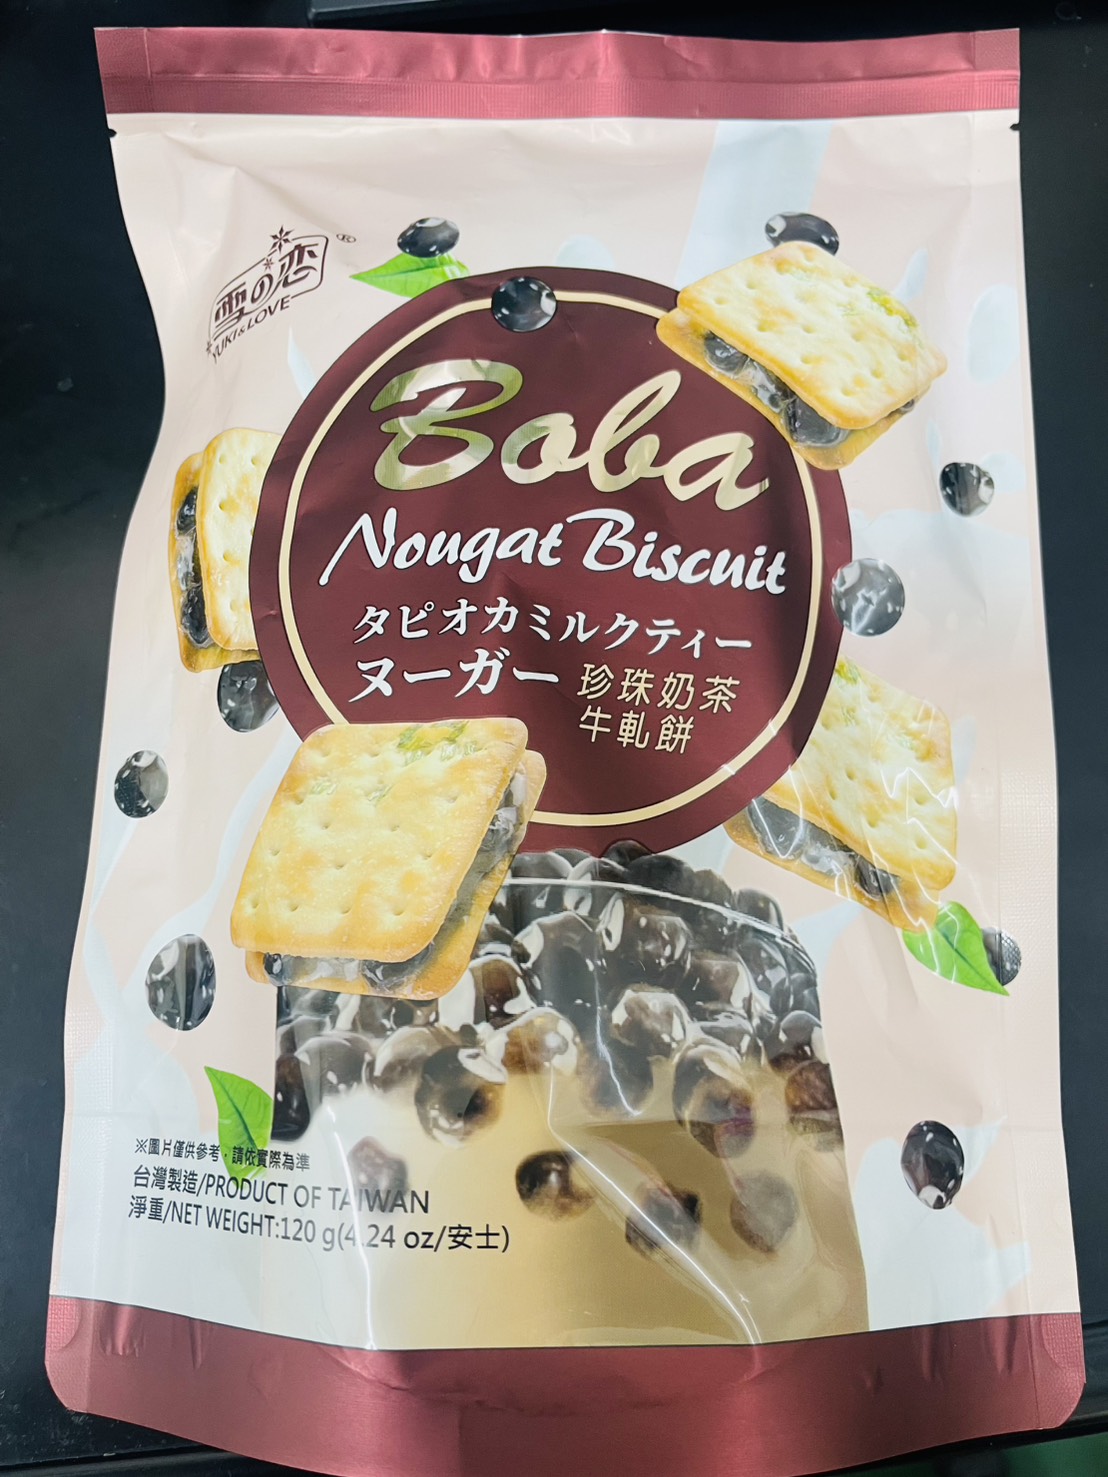 雪の恋®
YUKI&LOVE
Boba
Nougat Biscuit
タピオカミルクティー
ヌーガー
珍珠奶茶
牛軋餅
※圖片僅供參考，請依實際為準
台灣製造/PRODUCT OF TAIWAN
淨重/NET WEIGHT:120 g(4.24 oz/安士)